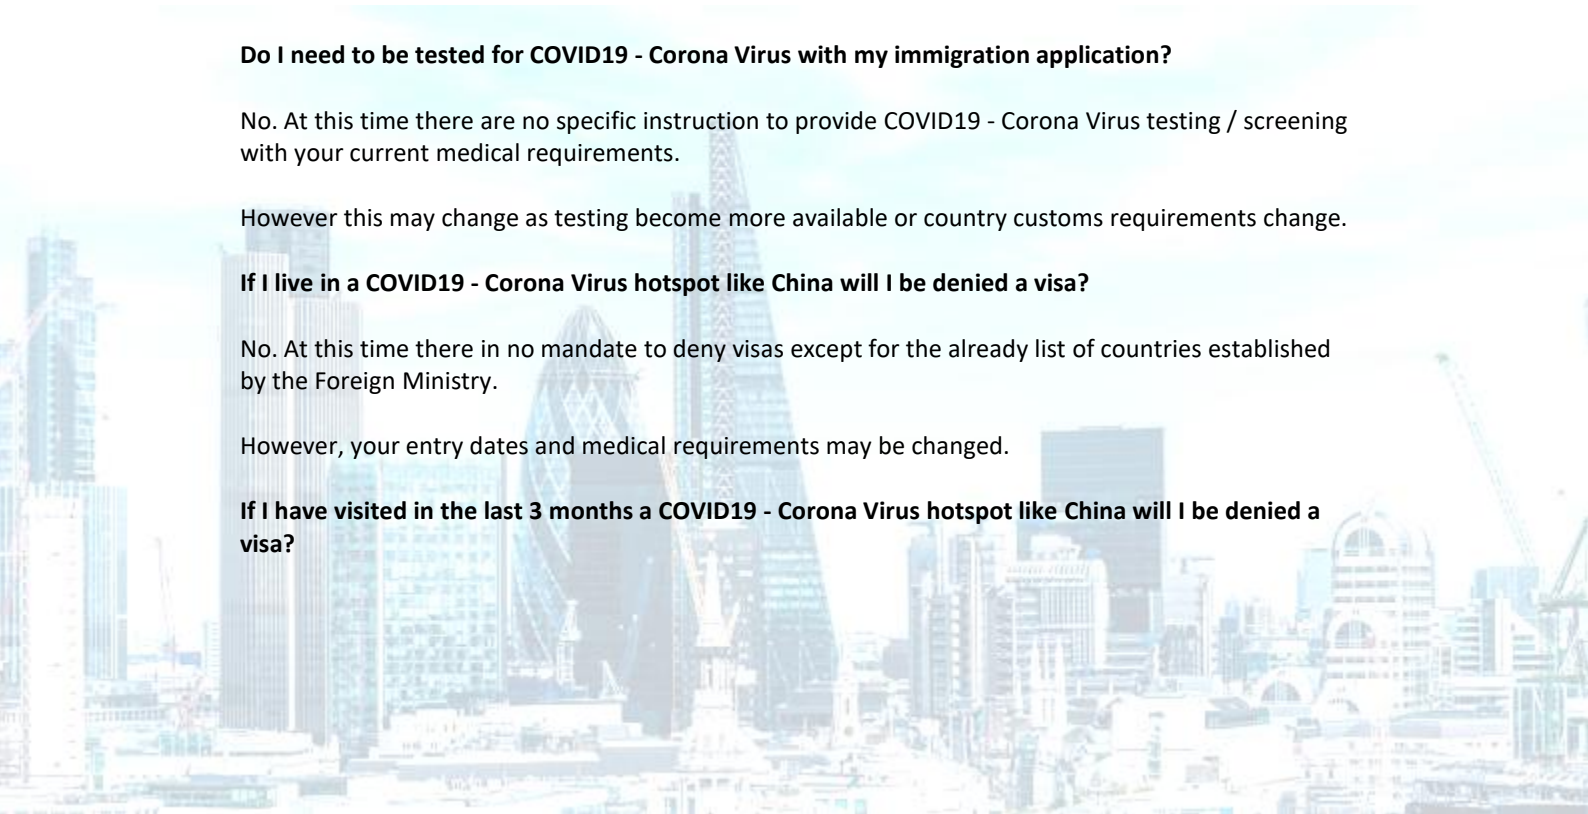 Do I need to be tested for COVID19 - Corona Virus with my immigration application?
No. At this time there are no specific instruction to provide COVID19 - Corona Virus testing / screening
with your current medical requirements.
However this may change as testing become more available or country customs requirements change.
If I live in a COVID19 - Corona Virus hotspot like China will I be denied a visa?
No. At this time there in no mandate to deny visas except for the already list of countries established
by the Foreign Ministry.
However, your entry dates and medical requirements may be changed.
If I have visited in the last 3 months a COVID19 - Corona Virus hotspot like China will I be denied a
visa?